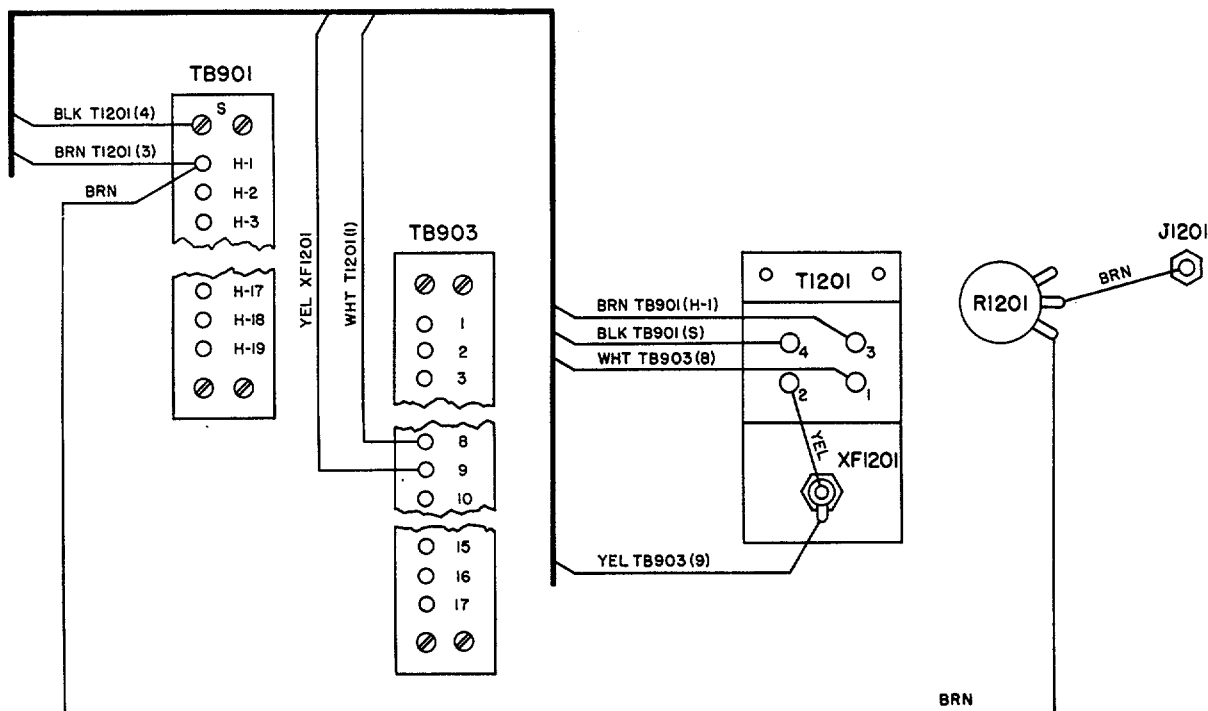 TB901
S
BLK T1201(4)
BRN T1201(3)
H-1
BRN
H-2
H-3
H-17
H-18
H-19
YEL XF1201
WHT T1201(1)
TB903
1
2
3
8
9
10
15
16
17
BRN TB901(H-1)
BLK TB901(S)
WHT TB903(8)
YEL TB903(9)
T1201
4
3
2
1
YEL
XF1201
R1201
BRN
J1201
BRN